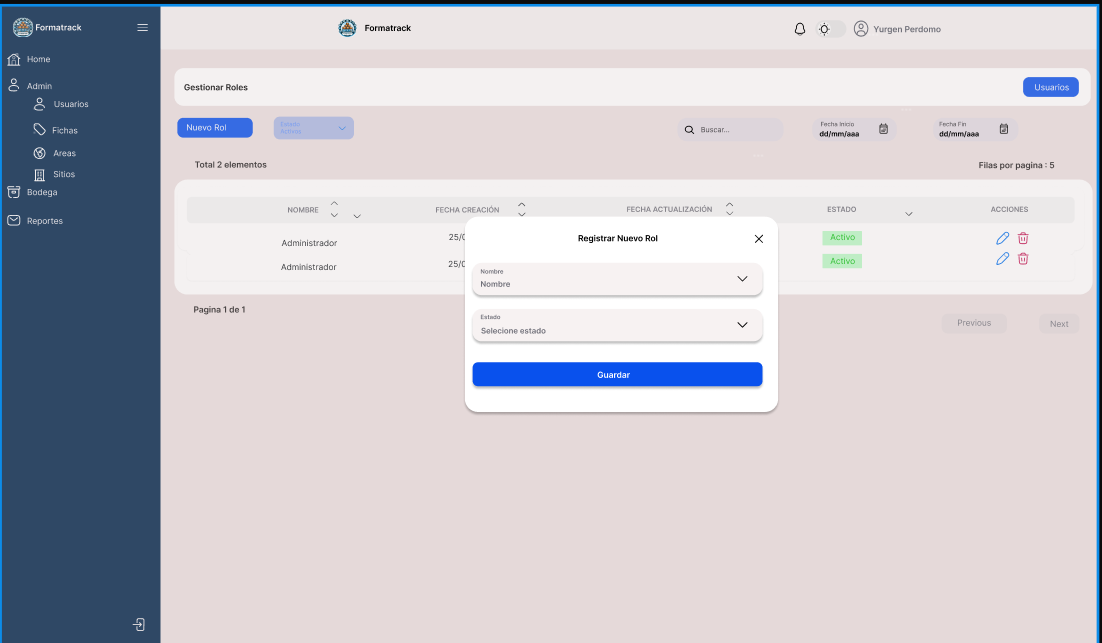 Formatrack
Formatrack
Yurgen Perdomo
Home
Admin
Usuarios
Fichas
Areas
Sitios
Bodega
Reportes
Gestionar Roles
Usuarios
Nuevo Rol
Estado
Activos
Buscar...
Fecha Inicio
dd/mm/aaa
Fecha Fin
dd/mm/aaa
Total 2 elementos
Filas por pagina : 5
NOMBRE FECHA CREACIÓN FECHA ACTUALIZACIÓN ESTADO ACCIONES
Administrador 25/0 Activo
Administrador 25/0 Activo
Registrar Nuevo Rol
Nombre
Nombre
Estado
Selecione estado
Guardar
Pagina 1 de 1
Previous Next